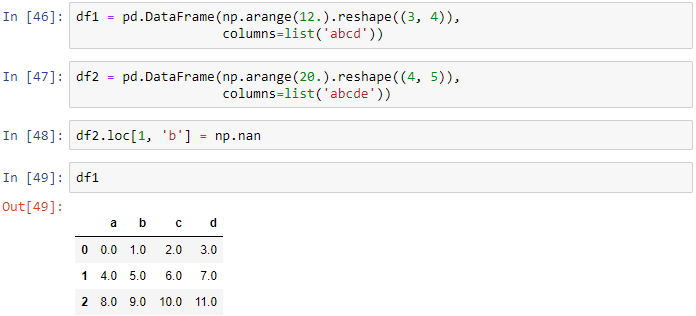 In [46]: df1 = pd.DataFrame(np.arange(12.).reshape((3, 4)),
columns=list('abcd'))
In [47]: df2 = pd.DataFrame(np.arange(20.).reshape((4, 5)),
columns=list('abcde'))
In [48]: df2.loc[1, 'b'] = np.nan
In [49]: df1
Out[49]:
a b c d
0 0.0 1.0 2.0 3.0
1 4.0 5.0 6.0 7.0
2 8.0 9.0 10.0 11.0